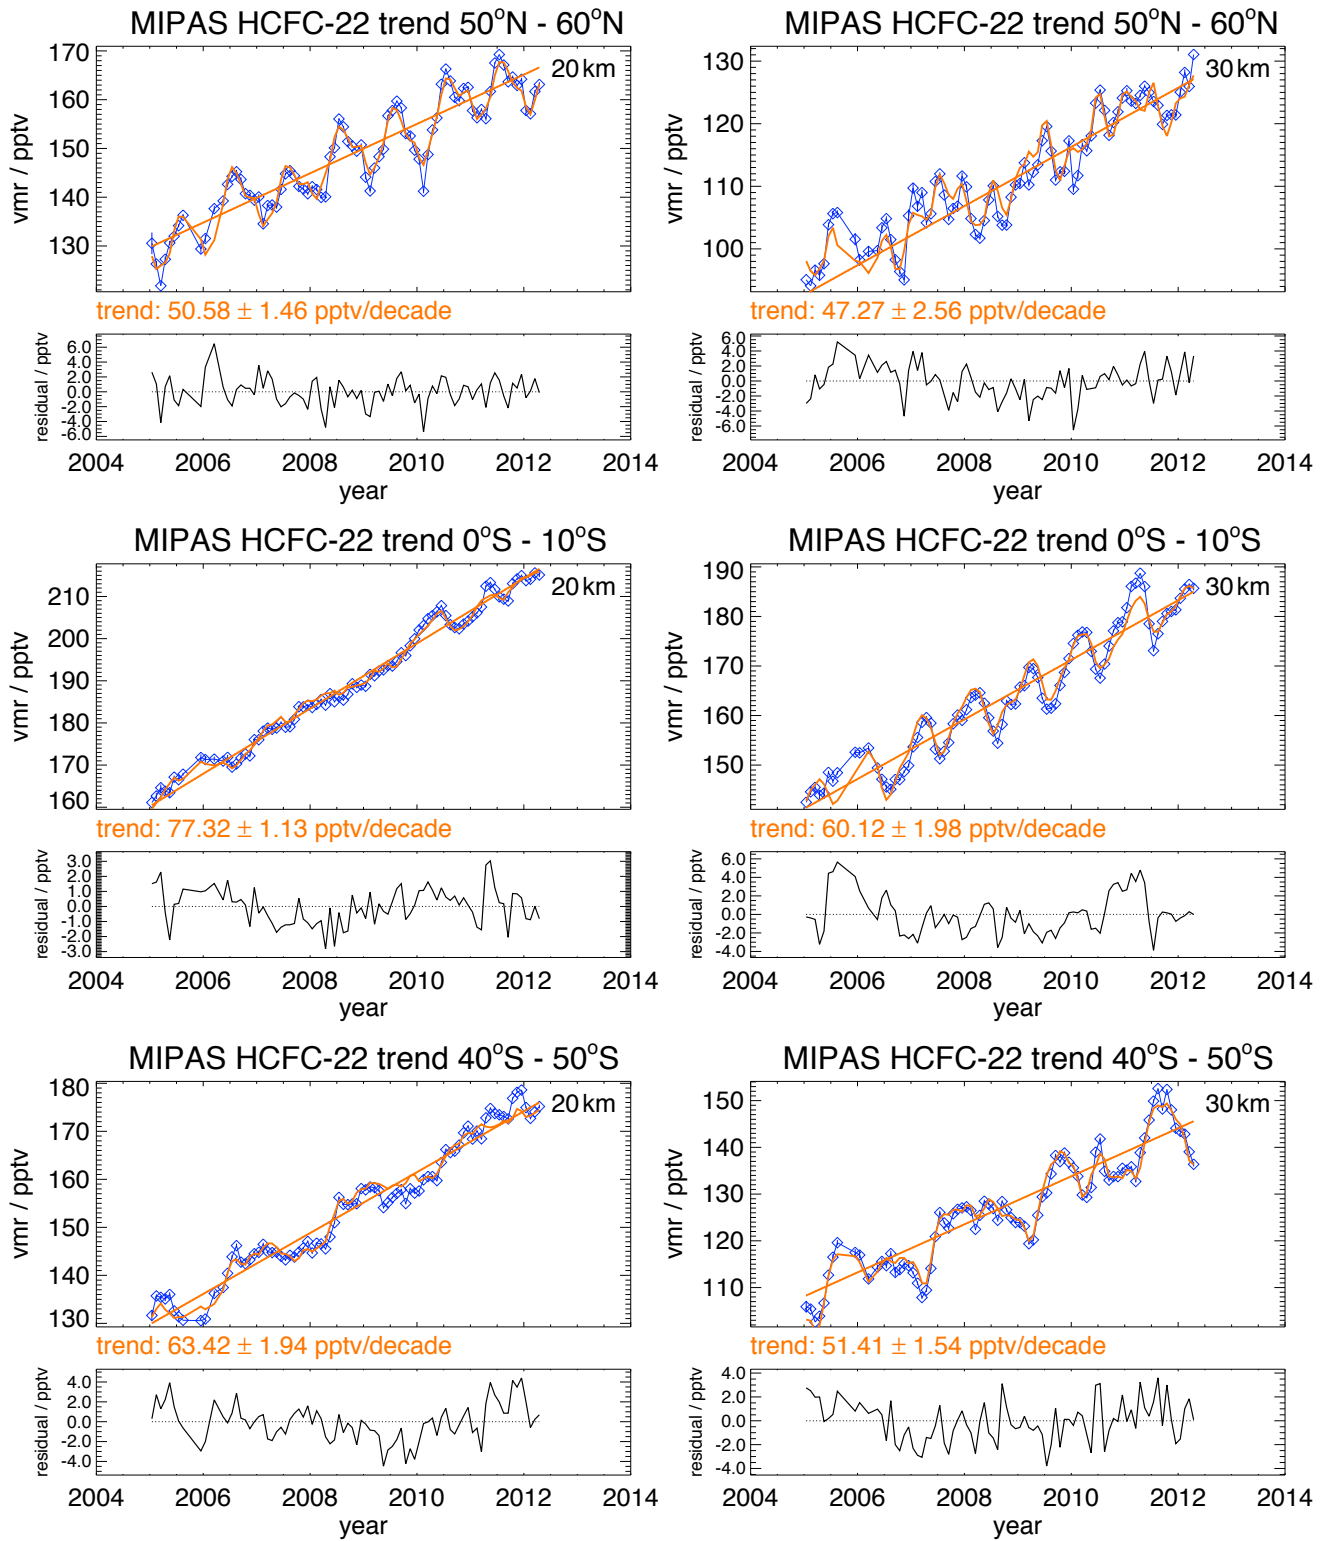 MIPAS HCFC-22 trend 50°N - 60°N
170
160
150
140
130
vmr / pptv
20 km
trend: 50.58 ± 1.46 pptv/decade
6.0
4.0
2.0
0.0
-2.0
-4.0
-6.0
residual / pptv
2004 2006 2008 2010 2012 2014
year
MIPAS HCFC-22 trend 50°N - 60°N
130
120
110
100
vmr / pptv
30 km
trend: 47.27 ± 2.56 pptv/decade
6.0
4.0
2.0
0.0
-2.0
-4.0
-6.0
residual / pptv
2004 2006 2008 2010 2012 2014
year
MIPAS HCFC-22 trend 0°S - 10°S
210
200
190
180
170
160
vmr / pptv
20 km
trend: 77.32 ± 1.13 pptv/decade
3.0
2.0
1.0
0.0
-1.0
-2.0
-3.0
residual / pptv
2004 2006 2008 2010 2012 2014
year
MIPAS HCFC-22 trend 0°S - 10°S
190
180
170
160
150
vmr / pptv
30 km
trend: 60.12 ± 1.98 pptv/decade
6.0
4.0
2.0
0.0
-2.0
-4.0
residual / pptv
2004 2006 2008 2010 2012 2014
year
MIPAS HCFC-22 trend 40°S - 50°S
180
170
160
150
140
130
vmr / pptv
20 km
trend: 63.42 ± 1.94 pptv/decade
4.0
2.0
0.0
-2.0
-4.0
residual / pptv
2004 2006 2008 2010 2012 2014
year
MIPAS HCFC-22 trend 40°S - 50°S
150
140
130
120
110
vmr / pptv
30 km
trend: 51.41 ± 1.54 pptv/decade
4.0
2.0
0.0
-2.0
-4.0
residual / pptv
2004 2006 2008 2010 2012 2014
year